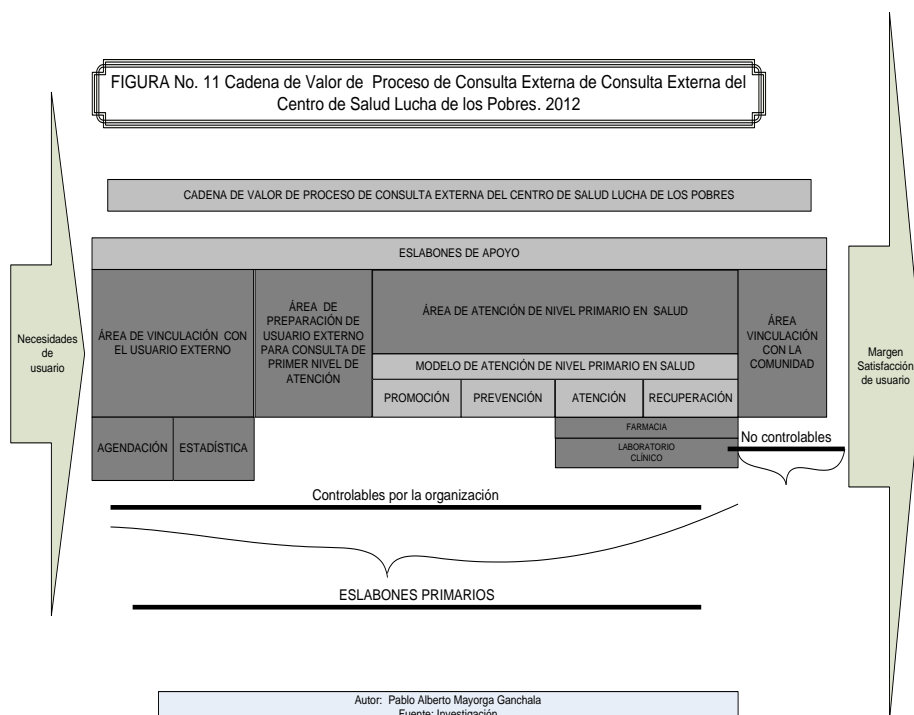 FIGURA No. 11 Cadena de Valor de Proceso de Consulta Externa de Consulta Externa del
Centro de Salud Lucha de los Pobres. 2012
CADENA DE VALOR DE PROCESO DE CONSULTA EXTERNA DEL CENTRO DE SALUD LUCHA DE LOS POBRES
ESLABONES DE APOYO
Necesidades
de
usuario
ÁREA DE VINCULACIÓN CON
EL USUARIO EXTERNO
AGENDACIÓN
ESTADÍSTICA
ÁREA DE
PREPARACIÓN DE
USUARIO EXTERNO
PARA CONSULTA DE
PRIMER NIVEL DE
ATENCIÓN
ÁREA DE ATENCIÓN DE NIVEL PRIMARIO EN SALUD
MODELO DE ATENCIÓN DE NIVEL PRIMARIO EN SALUD
PROMOCIÓN
PREVENCIÓN
ATENCIÓN
RECUPERACIÓN
FARMACIA
LABORATORIO
CLÍNICO
ÁREA
VINCULACIÓN
CON LA
COMUNIDAD
Margen
Satisfacción
de usuario
No controlables
Controlables por la organización
ESLABONES PRIMARIOS
Autor: Pablo Alberto Mayorga Ganchala
Fuente: Investigación